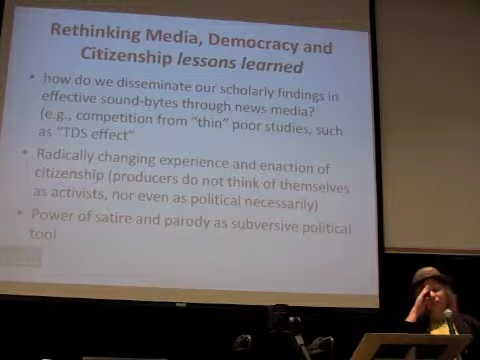 Rethinking Media, Democracy and
Citizenship lessons learned
• how do we disseminate our scholarly findings in
effective sound-bytes through news media?
(e.g., competition from "thin" poor studies, such
as "TDS effect"
• Radically changing experience and enaction of
citizenship (producers do not think of themselves
as activists, nor even as political necessarily)
• Power of satire and parody as subversive political
tool